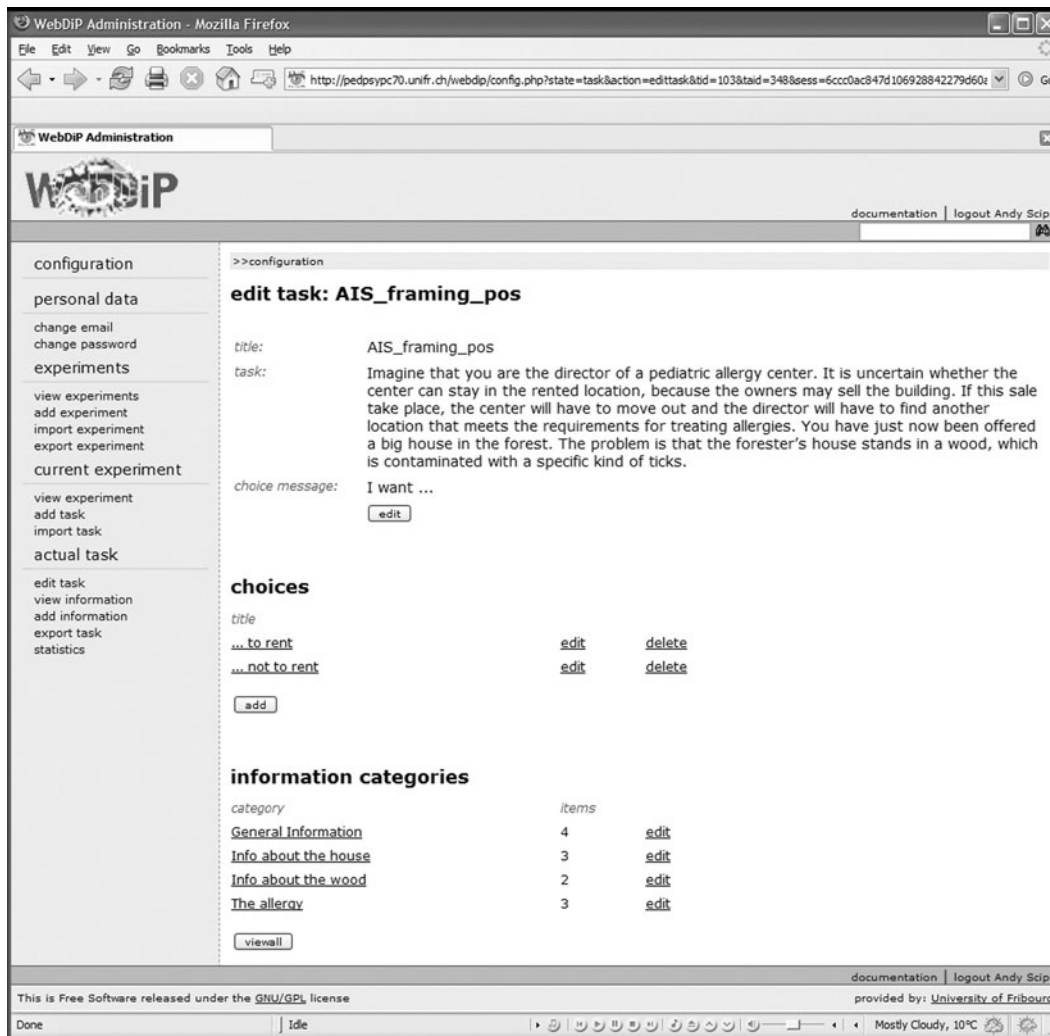 WebDiP Administration - Mozilla Firefox
File Edit View Go Bookmarks Tools Help
http://pedpsypc70.unifr.ch/webdip/config.php?state=task&action=edittask&tid=103&taid=348&sess=6ccc0ac847d106928842279d60
WebDiP Administration
WebDiP
documentation | logout Andy Scip
configuration
personal data
change email
change password
experiments
view experiments
add experiment
import experiment
export experiment
current experiment
view experiment
add task
import task
actual task
edit task
view information
add information
export task
statistics
>>configuration
edit task: AIS_framing_pos
title: AIS_framing_pos
task: Imagine that you are the director of a pediatric allergy center. It is uncertain whether the
center can stay in the rented location, because the owners may sell the building. If this sale
take place, the center will have to move out and the director will have to find another
location that meets the requirements for treating allergies. You have just now been offered
a big house in the forest. The problem is that the forester's house stands in a wood, which
is contaminated with a specific kind of ticks.
choice message: I want ...
edit
choices
title
... to rent edit delete
... not to rent edit delete
add
information categories
category items
General Information 4 edit
Info about the house 3 edit
Info about the wood 2 edit
The allergy 3 edit
viewall
documentation | logout Andy Scip
This is Free Software released under the GNU/GPL license
provided by: University of Fribourg
Done
Idle
Mostly Cloudy, 10°C